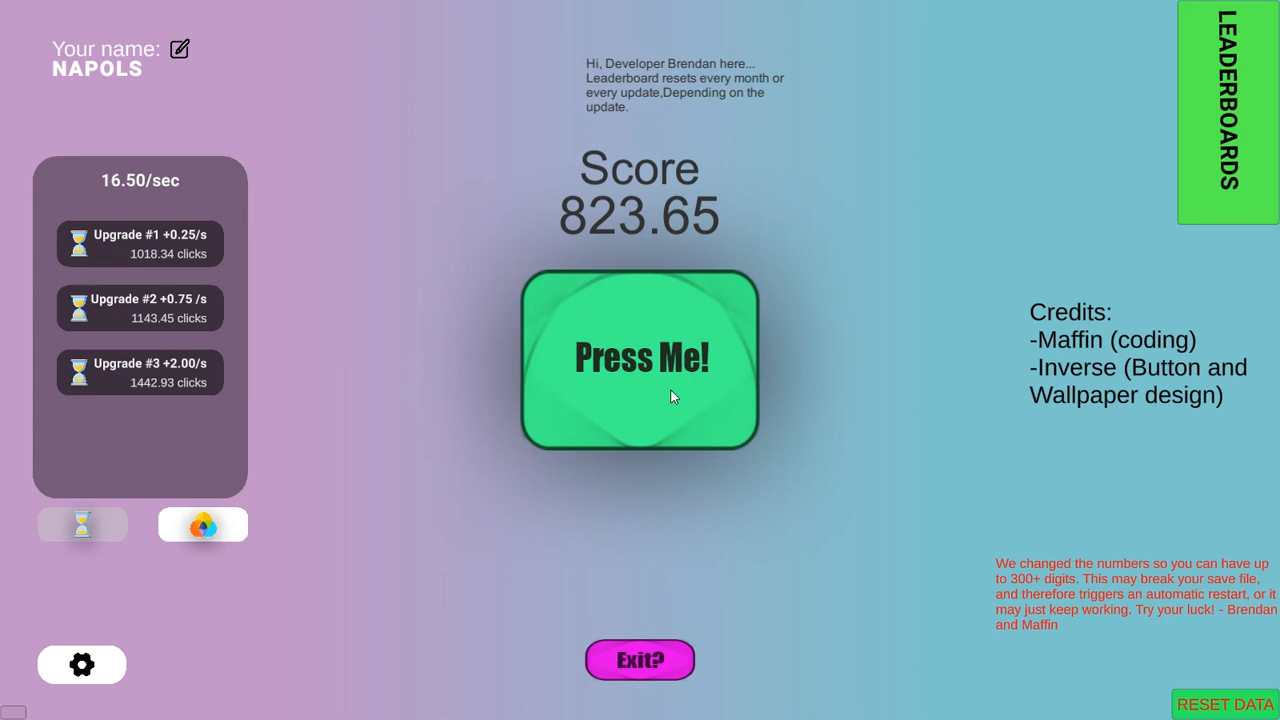 Your name:
NAPOLS
Hi, Developer Brendan here...
Leaderboard resets every month or
every update,Depending on the
update.
LEADERBOARDS
Score
823.65
16.50/sec
Upgrade #1 +0.25/s
1018.34 clicks
Upgrade #2 +0.75 /s
1143.45 clicks
Upgrade #3 +2.00/s
1442.93 clicks
Press Me!
Credits:
-Maffin (coding)
-Inverse (Button and
Wallpaper design)
We changed the numbers so you can have up
to 300+ digits. This may break your save file,
and therefore triggers an automatic restart, or it
may just keep working. Try your luck! - Brendan
and Maffin
Exit?
RESET DATA